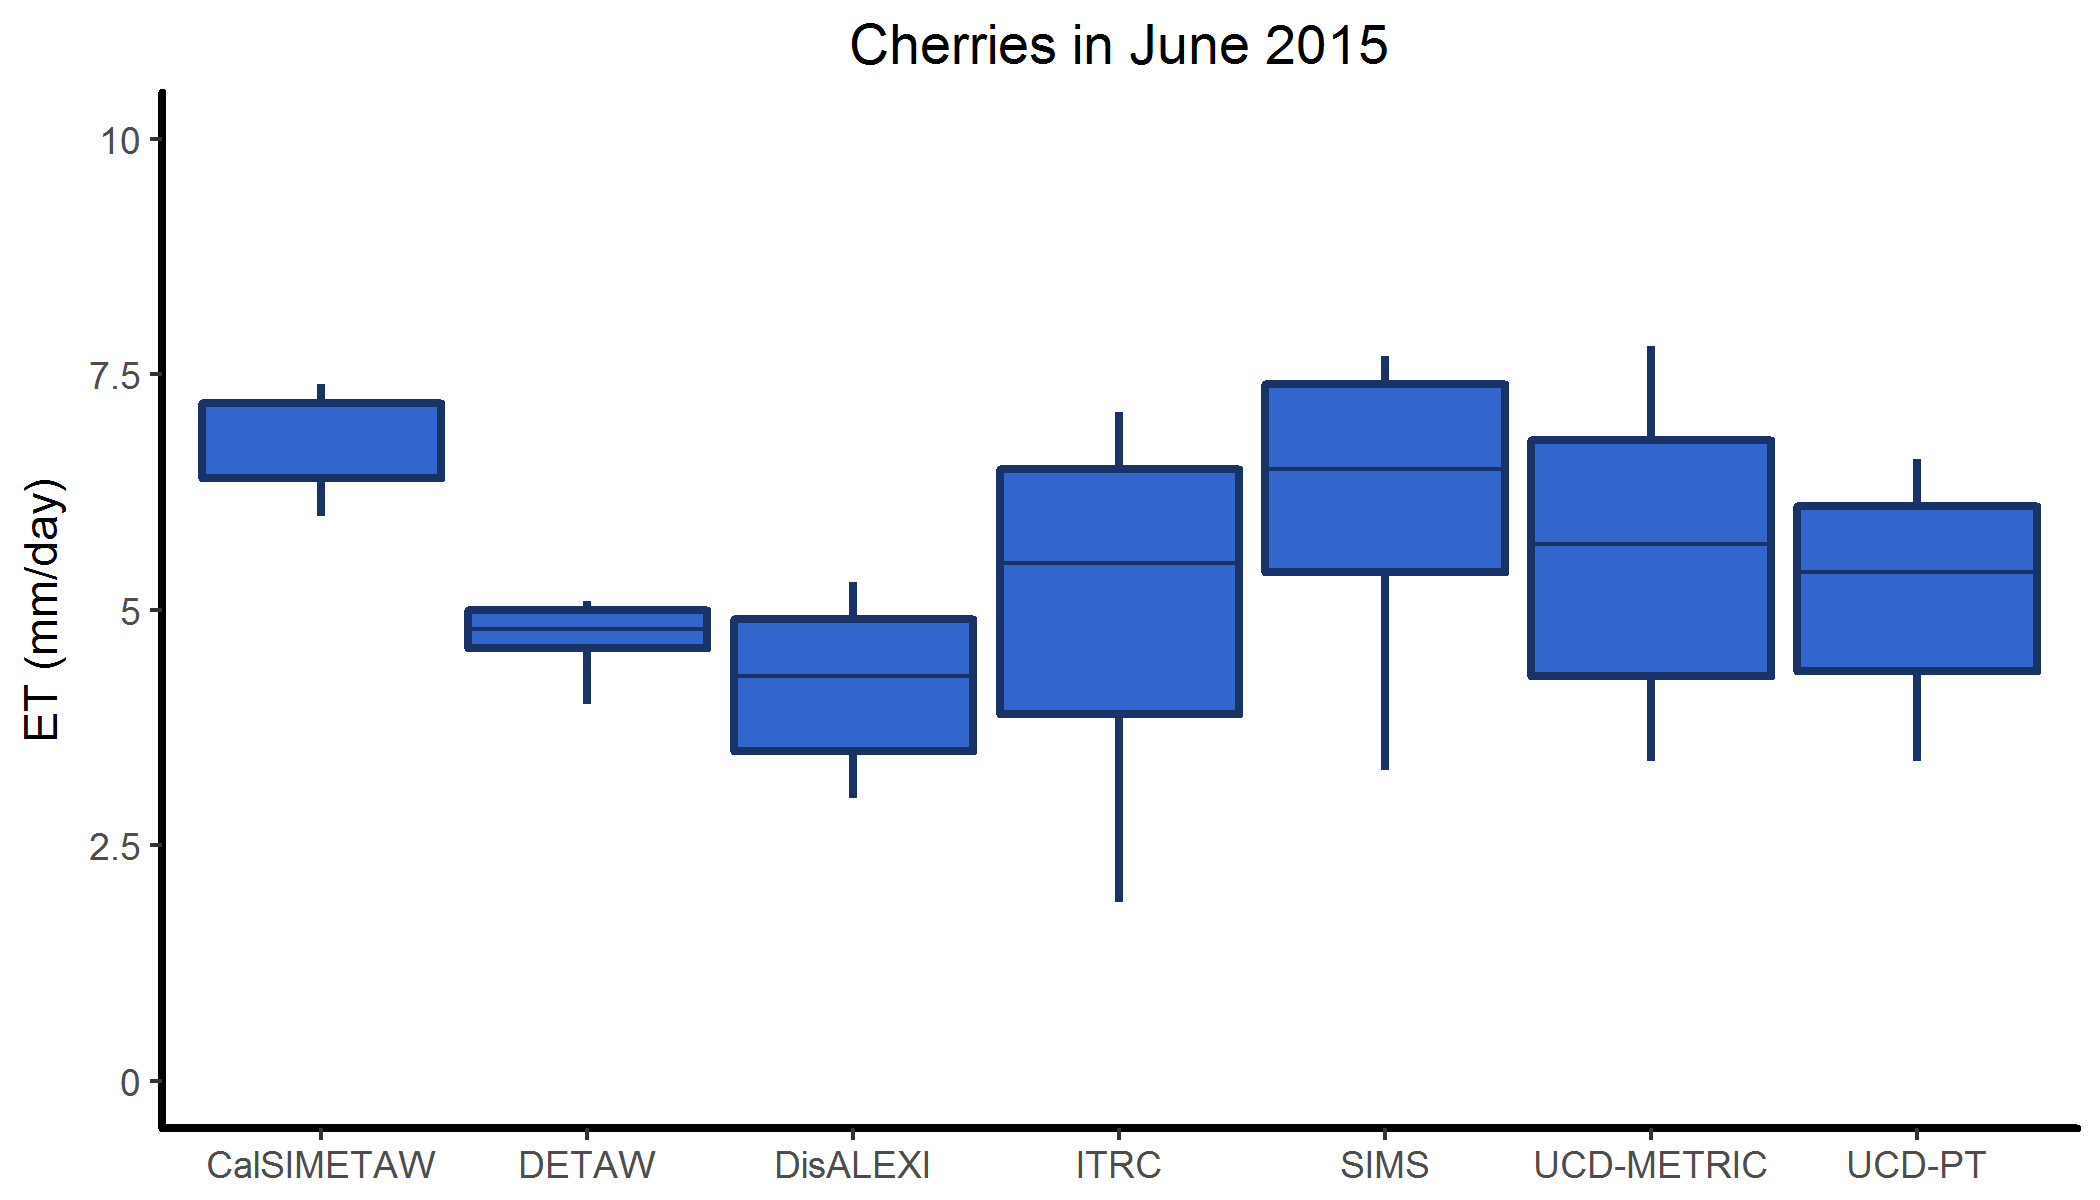 Cherries in June 2015
ET (mm/day)
10
7.5
5
2.5
0
CalSIMETAW DETAW DisALEXI ITRC SIMS UCD-METRIC UCD-PT